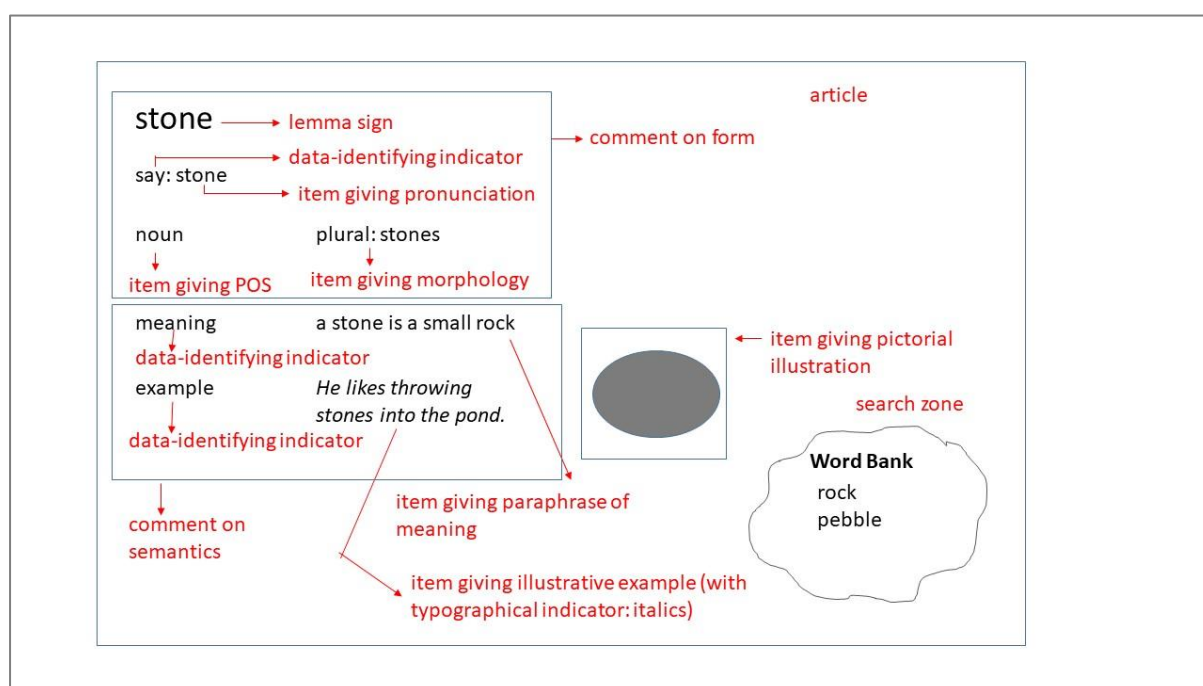 article
stone
lemma sign
comment on form
data-identifying indicator
say: stone
item giving pronunciation
noun
plural: stones
item giving POS
item giving morphology
meaning
a stone is a small rock
data-identifying indicator
example
He likes throwing
stones into the pond.
data-identifying indicator
item giving pictorial
illustration
search zone
Word Bank
rock
pebble
comment on
semantics
item giving paraphrase of
meaning
item giving illustrative example (with
typographical indicator: italics)